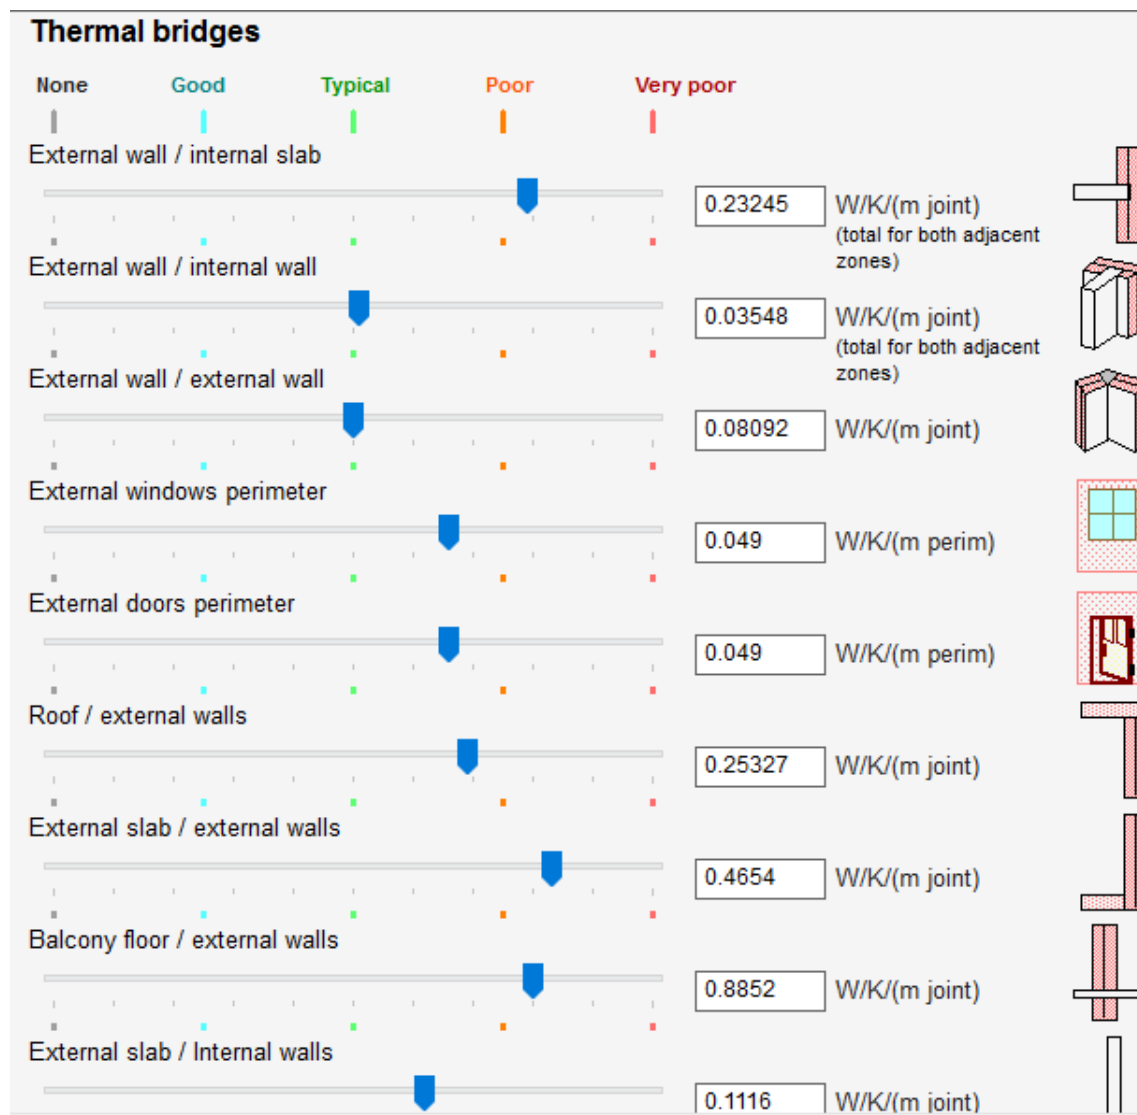 Thermal bridges
None Good Typical Poor Very poor
External wall / internal slab
0.23245 W/K/(m joint)
(total for both adjacent
zones)
External wall / internal wall
0.03548 W/K/(m joint)
(total for both adjacent
zones)
External wall / external wall
0.08092 W/K/(m joint)
External windows perimeter
0.049 W/K/(m perim)
External doors perimeter
0.049 W/K/(m perim)
Roof / external walls
0.25327 W/K/(m joint)
External slab / external walls
0.4654 W/K/(m joint)
Balcony floor / external walls
0.8852 W/K/(m joint)
External slab / Internal walls
0.1116 W/K/(m joint)